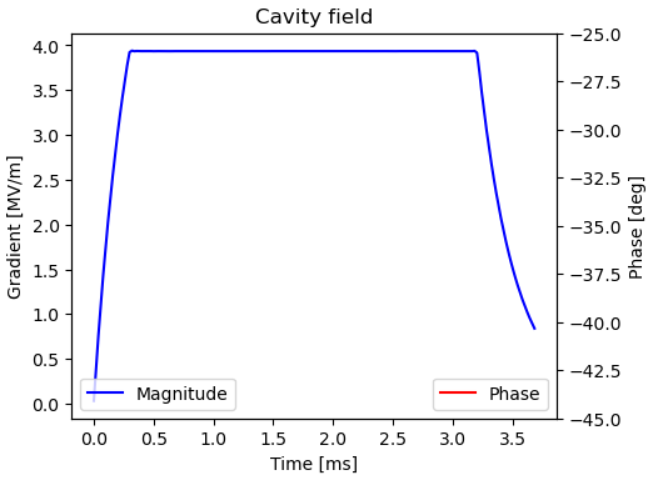 Cavity field
Gradient [MV/m]
4.0
3.5
3.0
2.5
2.0
1.5
1.0
0.5
0.0
−25.0
−27.5
−30.0
−32.5
−35.0
−37.5
−40.0
−42.5
−45.0
Phase [deg]
Magnitude
Phase
0.0 0.5 1.0 1.5 2.0 2.5 3.0 3.5
Time [ms]